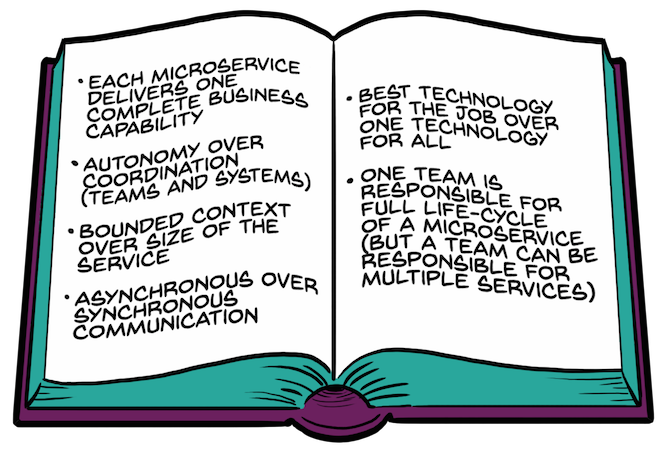 • EACH MICROSERVICE
DELIVERS ONE
COMPLETE BUSINESS
CAPABILITY
• AUTONOMY OVER
COORDINATION
(TEAMS AND SYSTEMS)
• BOUNDED CONTEXT
OVER SIZE OF THE
SERVICE
• ASYNCHRONOUS OVER
SYNCHRONOUS
COMMUNICATION
• BEST TECHNOLOGY
FOR THE JOB OVER
ONE TECHNOLOGY
FOR ALL
• ONE TEAM IS
RESPONSIBLE FOR
FULL LIFE-CYCLE
OF A MICROSERVICE
(BUT A TEAM CAN BE
RESPONSIBLE FOR
MULTIPLE SERVICES)